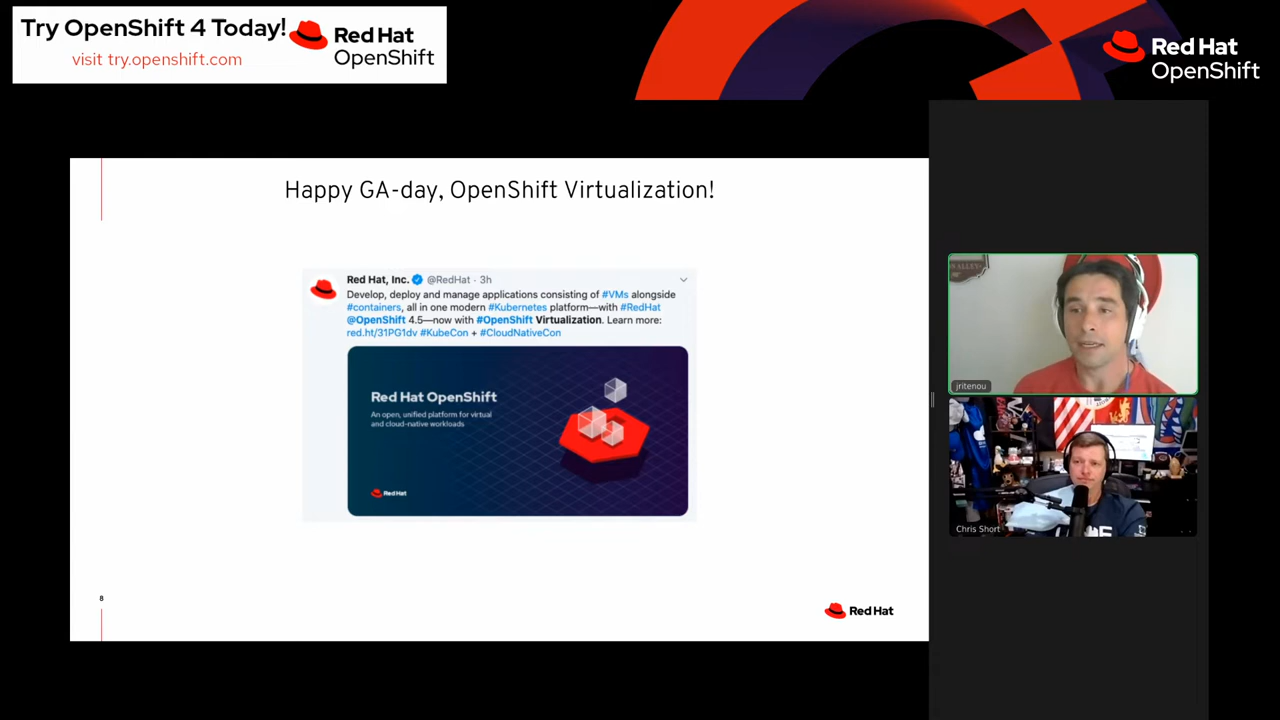 Try OpenShift 4 Today!
visit try.openshift.com
Red Hat
OpenShift
Red Hat
OpenShift
Happy GA-day, OpenShift Virtualization!
Red Hat, Inc. @RedHat · 3h
Develop, deploy and manage applications consisting of #VMs alongside
#containers, all in one modern #Kubernetes platform—with #RedHat
@OpenShift 4.5—now with #OpenShift Virtualization. Learn more:
red.ht/31PG1dv #KubeCon + #CloudNativeCon
Red Hat OpenShift
An open, unified platform for virtual
and cloud-native workloads
Red Hat
8
Red Hat
jritenou
Chris Short